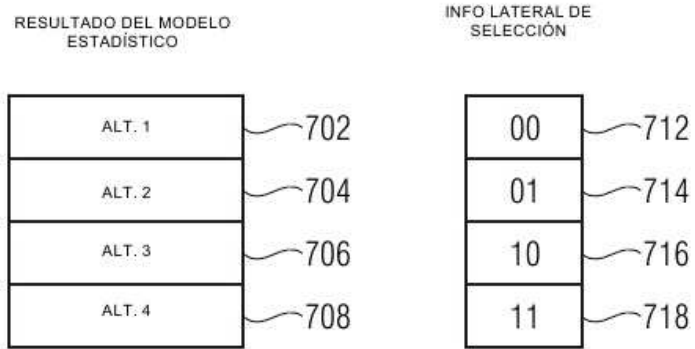 RESULTADO DEL MODELO
ESTADÍSTICO
INFO LATERAL DE
SELECCIÓN
ALT. 1 702 00 712
ALT. 2 704 01 714
ALT. 3 706 10 716
ALT. 4 708 11 718